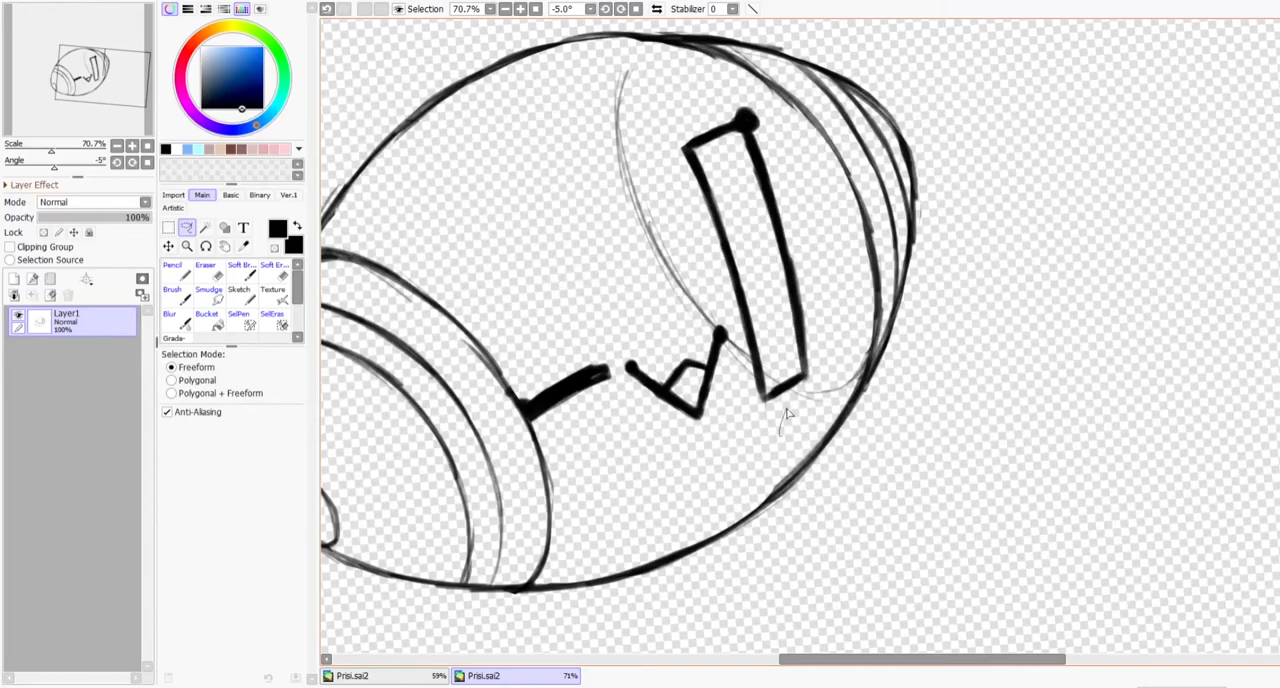 Selection 70.7% -5.0° Stabilizer 0
Scale 70.7%
Angle -5°
Layer Effect
Mode Normal
Opacity 100%
Lock
Clipping Group
Selection Source
Layer1
Normal
100%
Import Main Basic Binary Ver.1
Artistic
T
Pencil Eraser Soft Br... Soft Er...
Brush Smudge Sketch Texture
Blur Bucket SelPen SelEras
Grada-
Selection Mode:
Freeform
Polygonal
Polygonal + Freeform
Anti-Aliasing
Prisi.sai2 59% Prisi.sai2 71%